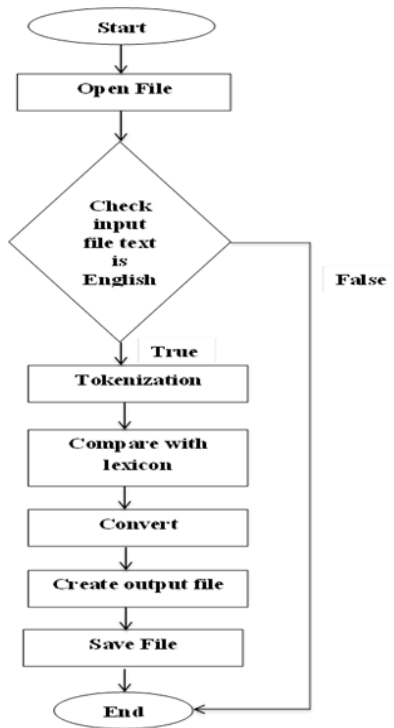 Start
Open File
Check
input
file text
is
English
False
True
Tokenization
Compare with
lexicon
Convert
Create output file
Save File
End